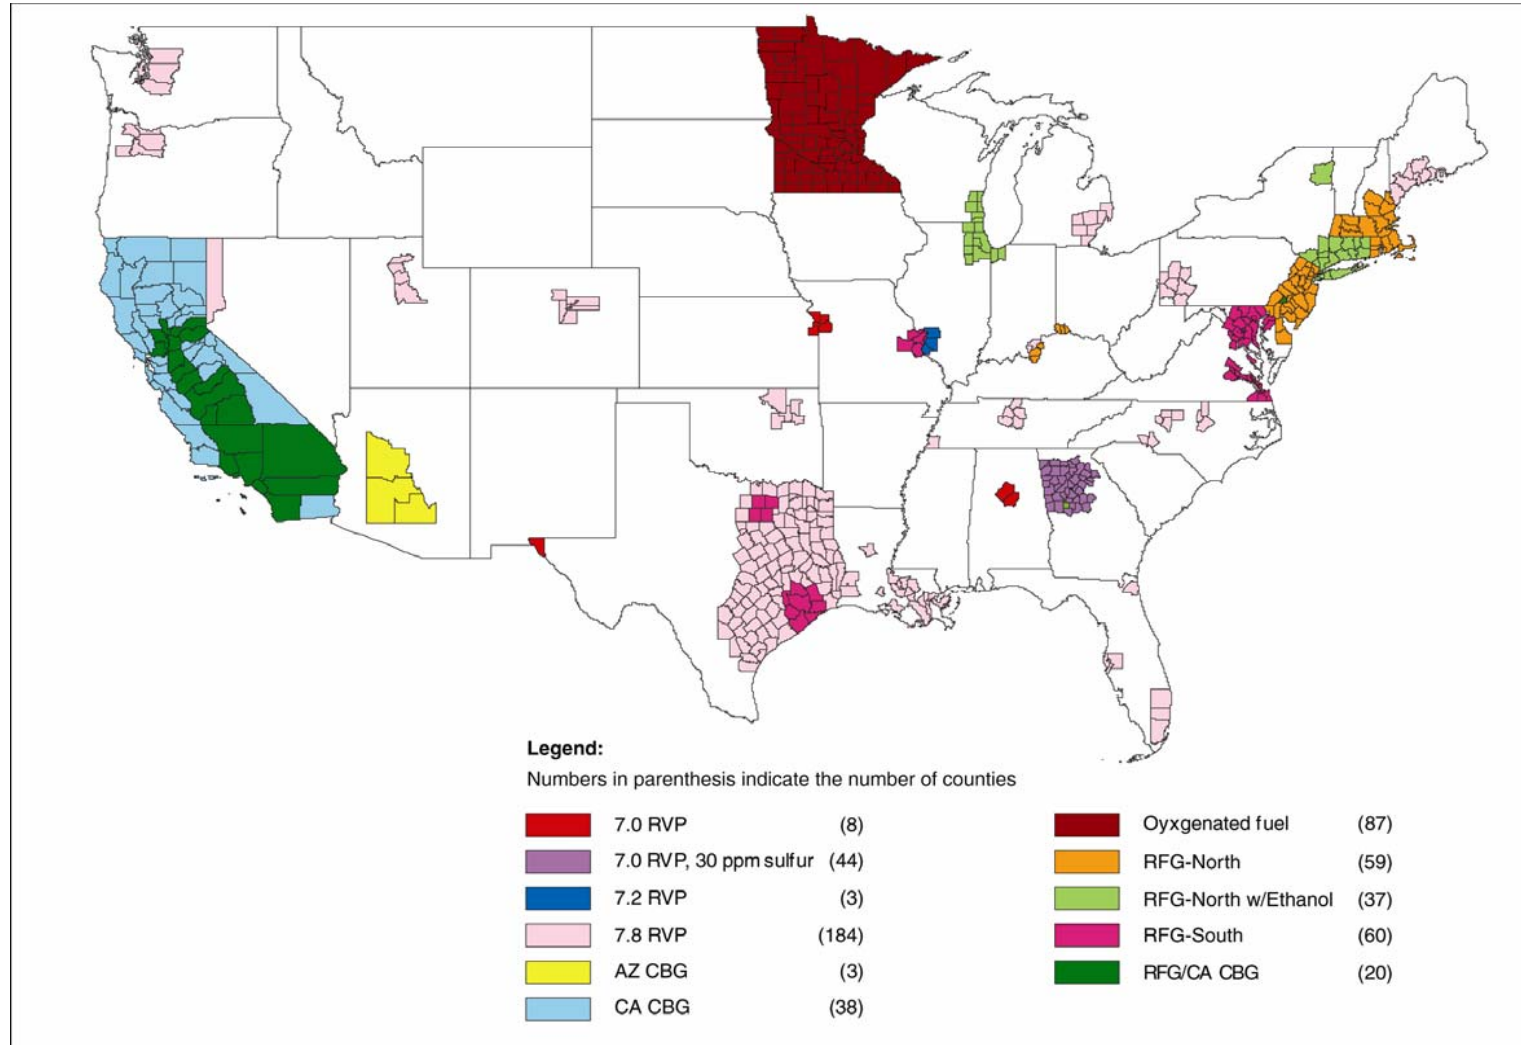 Legend:
Numbers in parenthesis indicate the number of counties
7.0 RVP (8)
7.0 RVP, 30 ppm sulfur (44)
7.2 RVP (3)
7.8 RVP (184)
AZ CBG (3)
CA CBG (38)
Oyxgenated fuel (87)
RFG-North (59)
RFG-North w/Ethanol (37)
RFG-South (60)
RFG/CA CBG (20)